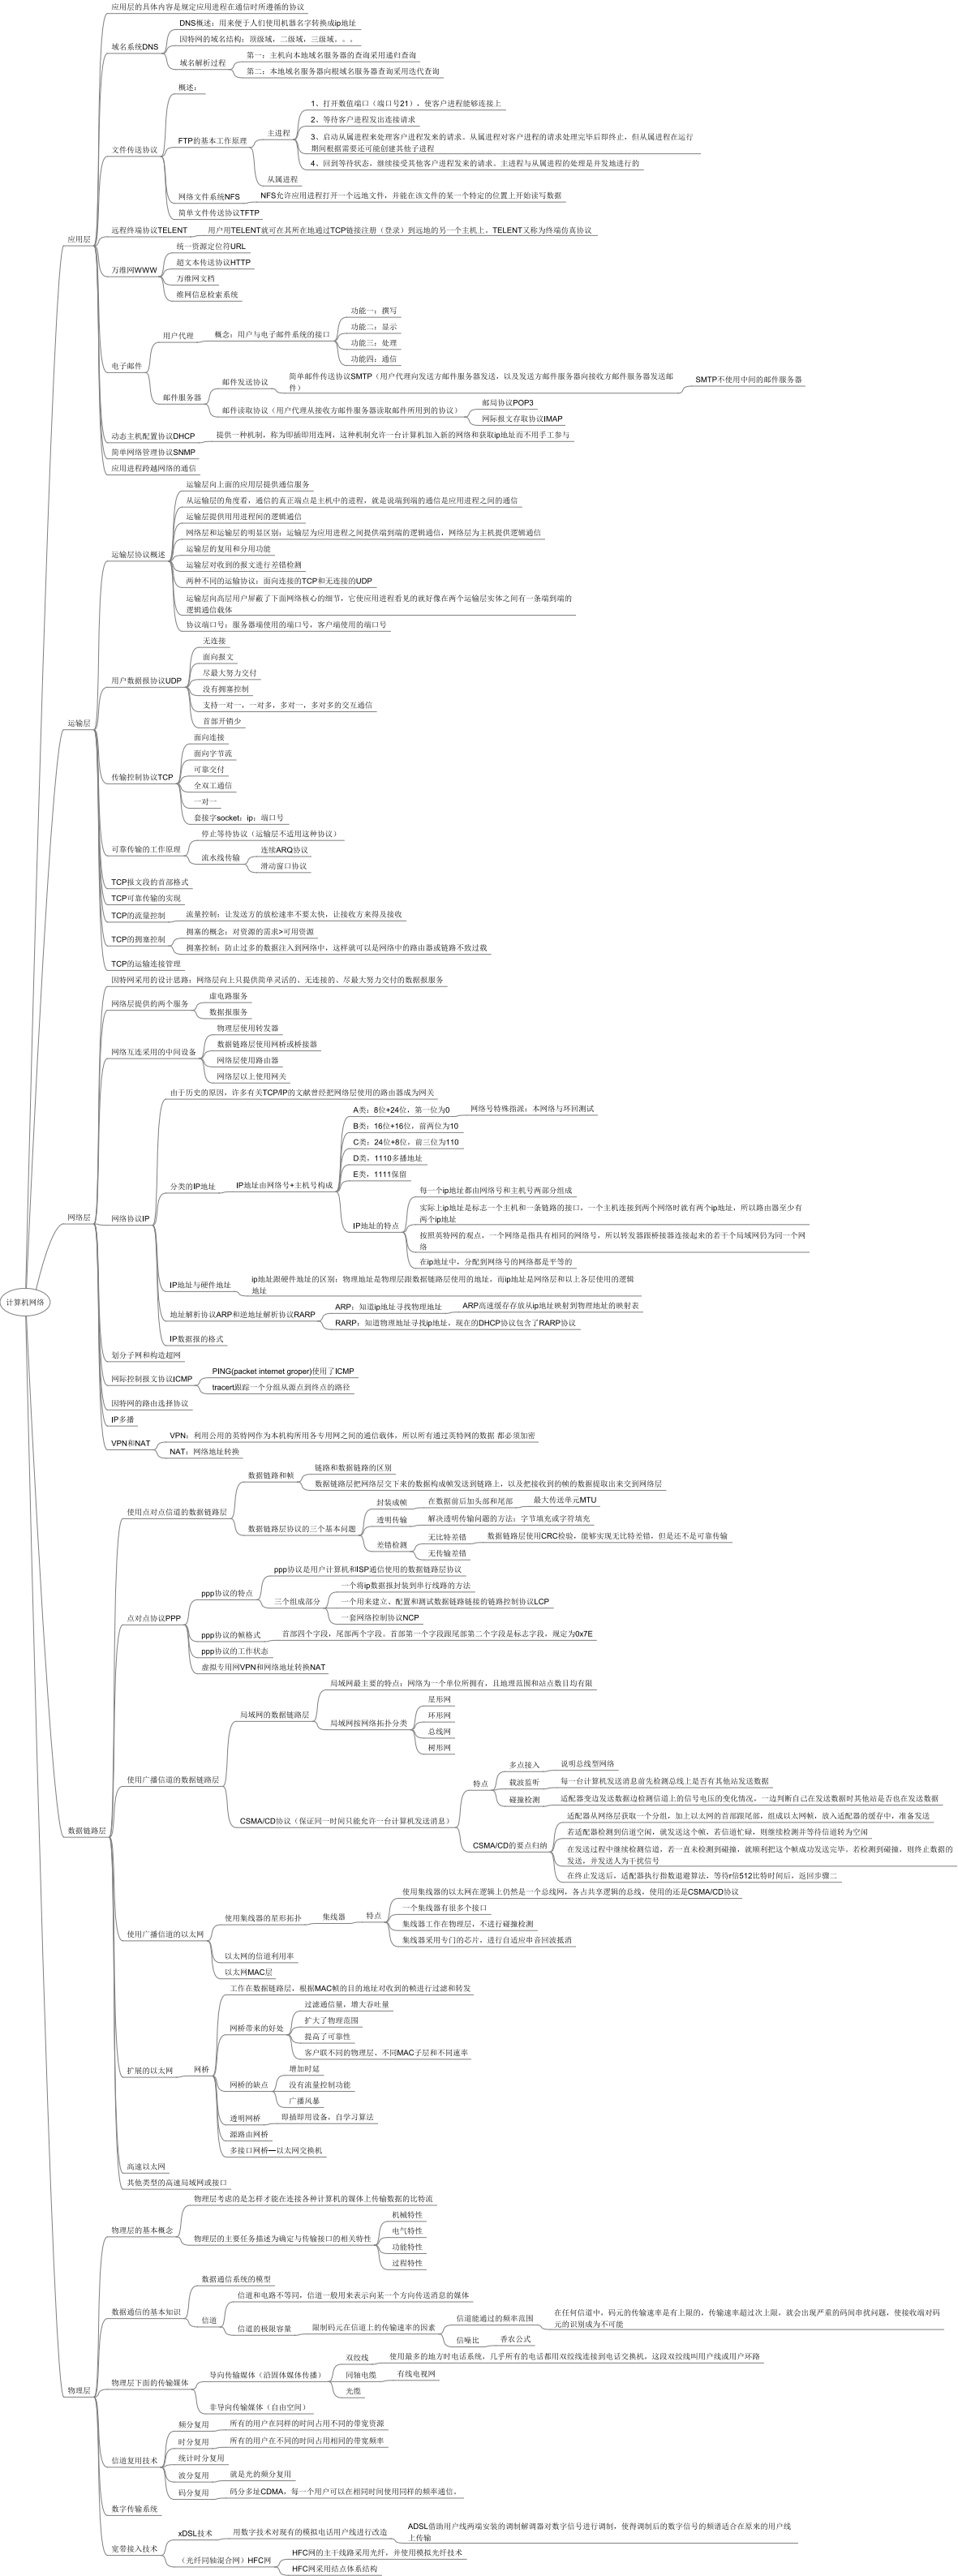 计算机网络
应用层
应用层的具体内容是规定应用进程在通信时所遵循的协议
域名系统DNS
DNS概述：用来便于人们使用机器名字转换成ip地址
因特网的域名结构：顶级域，二级域，三级域。。。
域名解析过程
第一：主机向本地域名服务器的查询采用递归查询
第二：本地域名服务器向根域名服务器查询采用迭代查询
文件传送协议
概述：
FTP的基本工作原理
主进程
1、打开数值端口（端口号21），使客户进程能够连接上
2、等待客户进程发出连接请求
3、启动从属进程来处理客户进程发来的请求。从属进程对客户进程的请求处理完毕后即终止，但从属进程在运行
期间根据需要还可能创建其他子进程
4、回到等待状态，继续接受其他客户进程发来的请求。主进程与从属进程的处理是并发地进行的
从属进程
网络文件系统NFS
NFS允许应用进程打开一个远地文件，并能在该文件的某一个特定的位置上开始读写数据
简单文件传送协议TFTP
远程终端协议TELENT
用户用TELENT就可在其所在地通过TCP链接注册（登录）到远地的另一个主机上，TELENT又称为终端仿真协议
万维网WWW
统一资源定位符URL
超文本传送协议HTTP
万维网文档
维网信息检索系统
电子邮件
用户代理
概念：用户与电子邮件系统的接口
功能一：撰写
功能二：显示
功能三：处理
功能四：通信
邮件服务器
邮件发送协议
简单邮件传送协议SMTP（用户代理向发送方邮件服务器发送，以及发送方邮件服务器向接收方邮件服务器发送邮
件）
SMTP不使用中间的邮件服务器
邮件读取协议（用户代理从接收方邮件服务器读取邮件所用到的协议）
邮局协议POP3
网际报文存取协议IMAP
动态主机配置协议DHCP
提供一种机制，称为即插即用连网，这种机制允许一台计算机加入新的网络和获取ip地址而不用手工参与
简单网络管理协议SNMP
应用进程跨越网络的通信
运输层
运输层协议概述
运输层向上面的应用层提供通信服务
从运输层的角度看，通信的真正端点是主机中的进程，就是说端到端的通信是应用进程之间的通信
运输层提供用用进程间的逻辑通信
网络层和运输层的明显区别：运输层为应用进程之间提供端到端的逻辑通信，网络层为主机提供逻辑通信
运输层的复用和分用功能
运输层对收到的报文进行差错检测
两种不同的运输协议：面向连接的TCP和无连接的UDP
运输层向高层用户屏蔽了下面网络核心的细节，它使应用进程看见的就好像在两个运输层实体之间有一条端到端的
逻辑通信载体
协议端口号：服务器端使用的端口号，客户端使用的端口号
用户数据报协议UDP
无连接
面向报文
尽最大努力交付
没有拥塞控制
支持一对一，一对多，多对一，多对多的交互通信
首部开销少
传输控制协议TCP
面向连接
面向字节流
可靠交付
全双工通信
一对一
套接字socket：ip：端口号
可靠传输的工作原理
停止等待协议（运输层不适用这种协议）
流水线传输
连续ARQ协议
滑动窗口协议
TCP报文段的首部格式
TCP可靠传输的实现
TCP的流量控制
流量控制：让发送方的放松速率不要太快，让接收方来得及接收
TCP的拥塞控制
拥塞的概念：对资源的需求>可用资源
拥塞控制：防止过多的数据注入到网络中，这样就可以是网络中的路由器或链路不致过载
TCP的运输连接管理
网络层
因特网采用的设计思路：网络层向上只提供简单灵活的、无连接的、尽最大努力交付的数据报服务
网络层提供的两个服务
虚电路服务
数据报服务
网络互连采用的中间设备
物理层使用转发器
数据链路层使用网桥或桥接器
网络层使用路由器
网络层以上使用网关
网络协议IP
由于历史的原因，许多有关TCP/IP的文献曾经把网络层使用的路由器成为网关
分类的IP地址
IP地址由网络号+主机号构成
A类：8位+24位，第一位为0
网络号特殊指派：本网络与环回测试
B类：16位+16位，前两位为10
C类：24位+8位，前三位为110
D类，1110多播地址
E类，1111保留
IP地址的特点
每一个ip地址都由网络号和主机号两部分组成
实际上ip地址是标志一个主机和一条链路的接口，一个主机连接到两个网络时就有两个ip地址，所以路由器至少有
两个ip地址
按照英特网的观点，一个网络是指具有相同的网络号，所以转发器跟桥接器连接起来的若干个局域网仍为同一个网
络
在ip地址中，分配到网络号的网络都是平等的
IP地址与硬件地址
ip地址跟硬件地址的区别：物理地址是物理层跟数据链路层使用的地址，而ip地址是网络层和以上各层使用的逻辑
地址
地址解析协议ARP和逆地址解析协议RARP
ARP：知道ip地址寻找物理地址
ARP高速缓存存放从ip地址映射到物理地址的映射表
RARP：知道物理地址寻找ip地址，现在的DHCP协议包含了RARP协议
IP数据报的格式
划分子网和构造超网
网际控制报文协议ICMP
PING(packet internet groper)使用了ICMP
tracert跟踪一个分组从源点到终点的路径
因特网的路由选择协议
IP多播
VPN和NAT
VPN：利用公用的英特网作为本机构所用各专用网之间的通信载体，所以所有通过英特网的数据 都必须加密
NAT：网络地址转换
数据链路层
使用点对点信道的数据链路层
数据链路和帧
链路和数据链路的区别
数据链路层把网络层交下来的数据构成帧发送到链路上，以及把接收到的帧的数据提取出来交到网络层
数据链路层协议的三个基本问题
封装成帧
在数据前后加头部和尾部
最大传送单元MTU
透明传输
解决透明传输问题的方法：字节填充或字符填充
差错检测
无比特差错
数据链路层使用CRC检验，能够实现无比特差错，但是还不是可靠传输
无传输差错
点对点协议PPP
ppp协议的特点
ppp协议是用户计算机和ISP通信使用的数据链路层协议
三个组成部分
一个将ip数据报封装到串行线路的方法
一个用来建立、配置和测试数据链路链接的链路控制协议LCP
一套网络控制协议NCP
ppp协议的帧格式
首部四个字段，尾部两个字段。首部第一个字段跟尾部第二个字段是标志字段，规定为0x7E
ppp协议的工作状态
虚拟专用网VPN和网络地址转换NAT
使用广播信道的数据链路层
局域网的数据链路层
局域网最主要的特点：网络为一个单位所拥有，且地理范围和站点数目均有限
局域网按网络拓扑分类
星形网
环形网
总线网
树形网
CSMA/CD协议（保证同一时间只能允许一台计算机发送消息）
特点
多点接入
说明总线型网络
载波监听
每一台计算机发送消息前先检测总线上是否有其他站发送数据
碰撞检测
适配器变边发送数据边检测信道上的信号电压的变化情况，一边判断自己在发送数据时其他站是否也在发送数据
CSMA/CD的要点归纳
适配器从网络层获取一个分组，加上以太网的首部跟尾部，组成以太网帧，放入适配器的缓存中，准备发送
若适配器检测到信道空闲，就发送这个帧，若信道忙碌，则继续检测并等待信道转为空闲
在发送过程中继续检测信道，若一直未检测到碰撞，就顺利把这个帧成功发送完毕。若检测到碰撞，则终止数据的
发送，并发送人为干扰信号
在终止发送后，适配器执行指数退避算法，等待r倍512比特时间后，返回步骤二
使用广播信道的以太网
使用集线器的星形拓扑
集线器
特点
使用集线器的以太网在逻辑上仍然是一个总线网，各占共享逻辑的总线，使用的还是CSMA/CD协议
一个集线器有很多个接口
集线器工作在物理层，不进行碰撞检测
集线器采用专门的芯片，进行自适应串音回波抵消
以太网的信道利用率
以太网MAC层
扩展的以太网
网桥
工作在数据链路层，根据MAC帧的目的地址对收到的帧进行过滤和转发
网桥带来的好处
过滤通信量，增大吞吐量
扩大了物理范围
提高了可靠性
客户联不同的物理层、不同MAC子层和不同速率
网桥的缺点
增加时延
没有流量控制功能
广播风暴
透明网桥
即插即用设备，自学习算法
源路由网桥
多接口网桥—以太网交换机
高速以太网
其他类型的高速局域网或接口
物理层
物理层的基本概念
物理层考虑的是怎样才能在连接各种计算机的媒体上传输数据的比特流
物理层的主要任务描述为确定与传输接口的相关特性
机械特性
电气特性
功能特性
过程特性
数据通信的基本知识
数据通信系统的模型
信道
信道和电路不等同，信道一般用来表示向某一个方向传送消息的媒体
信道的极限容量
限制码元在信道上的传输速率的因素
信道能通过的频率范围
在任何信道中，码元的传输速率是有上限的，传输速率超过次上限，就会出现严重的码间串扰问题，使接收端对码
元的识别成为不可能
信噪比
香农公式
物理层下面的传输媒体
导向传输媒体（沿固体媒体传播）
双绞线
使用最多的地方时电话系统，几乎所有的电话都用双绞线连接到电话交换机，这段双绞线叫用户线或用户环路
同轴电缆
有线电视网
光缆
非导向传输媒体（自由空间）
信道复用技术
频分复用
所有的用户在同样的时间占用不同的带宽资源
时分复用
所有的用户在不同的时间占用相同的带宽频率
统计时分复用
波分复用
就是光的频分复用
码分复用
码分多址CDMA，每一个用户可以在相同时间使用同样的频率通信。
数字传输系统
宽带接入技术
xDSL技术
用数字技术对现有的模拟电话用户线进行改造
ADSL借助用户线两端安装的调制解调器对数字信号进行调制，使得调制后的数字信号的频谱适合在原来的用户线
上传输
（光纤同轴混合网）HFC网
HFC网的主干线路采用光纤，并使用模拟光纤技术
HFC网采用结点体系结构